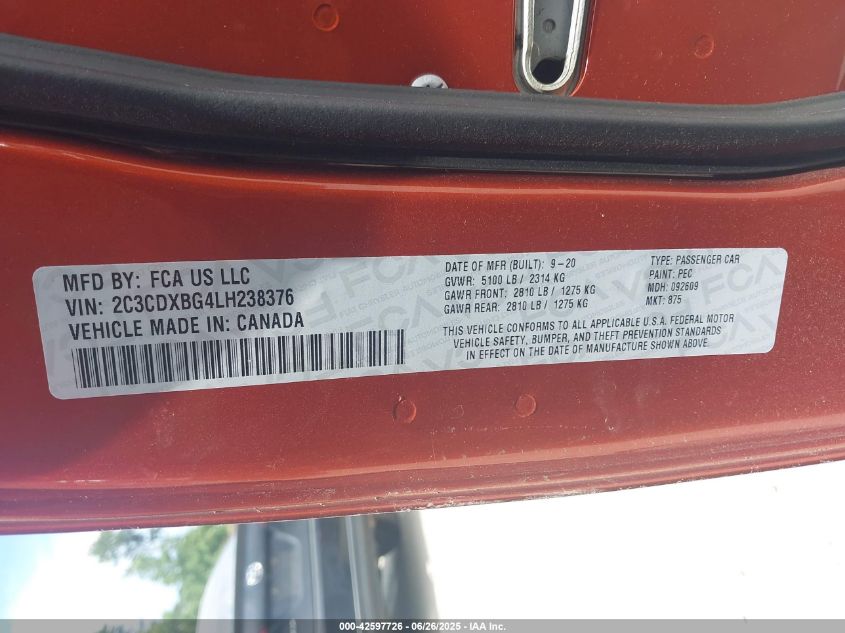 MFD BY: FCA US LLC
VIN: 2C3CDXBG4LH238376
VEHICLE MADE IN: CANADA
DATE OF MFR (BUILT): 9-20
GVWR: 5100 LB / 2314 KG
GAWR FRONT: 2810 LB / 1275 KG
GAWR REAR: 2810 LB / 1275 KG
TYPE: PASSENGER CAR
PAINT: PEC
MDH: 092609
MKT: 875
THIS VEHICLE CONFORMS TO ALL APPLICABLE U.S.A. FEDERAL MOTOR
VEHICLE SAFETY, BUMPER, AND THEFT PREVENTION STANDARDS
IN EFFECT ON THE DATE OF MANUFACTURE SHOWN ABOVE
000-42597726 - 06/26/2025 - IAA Inc.